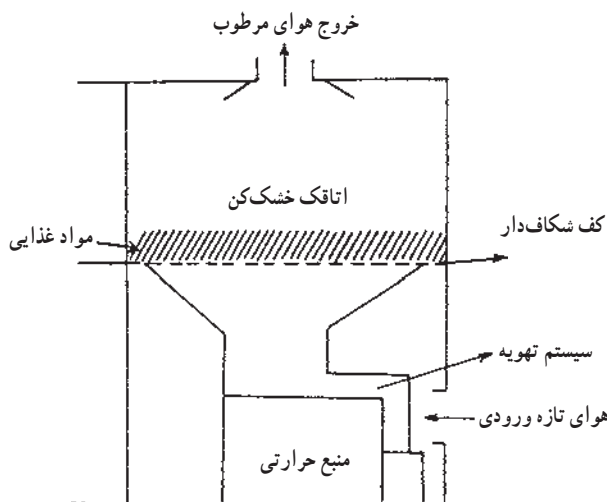 خروج هوای مرطوب
اتاقک خشک‌کن
مواد غذایی
کف شکاف‌دار
سیستم تهویه
هوای تازه ورودی
منبع حرارتی